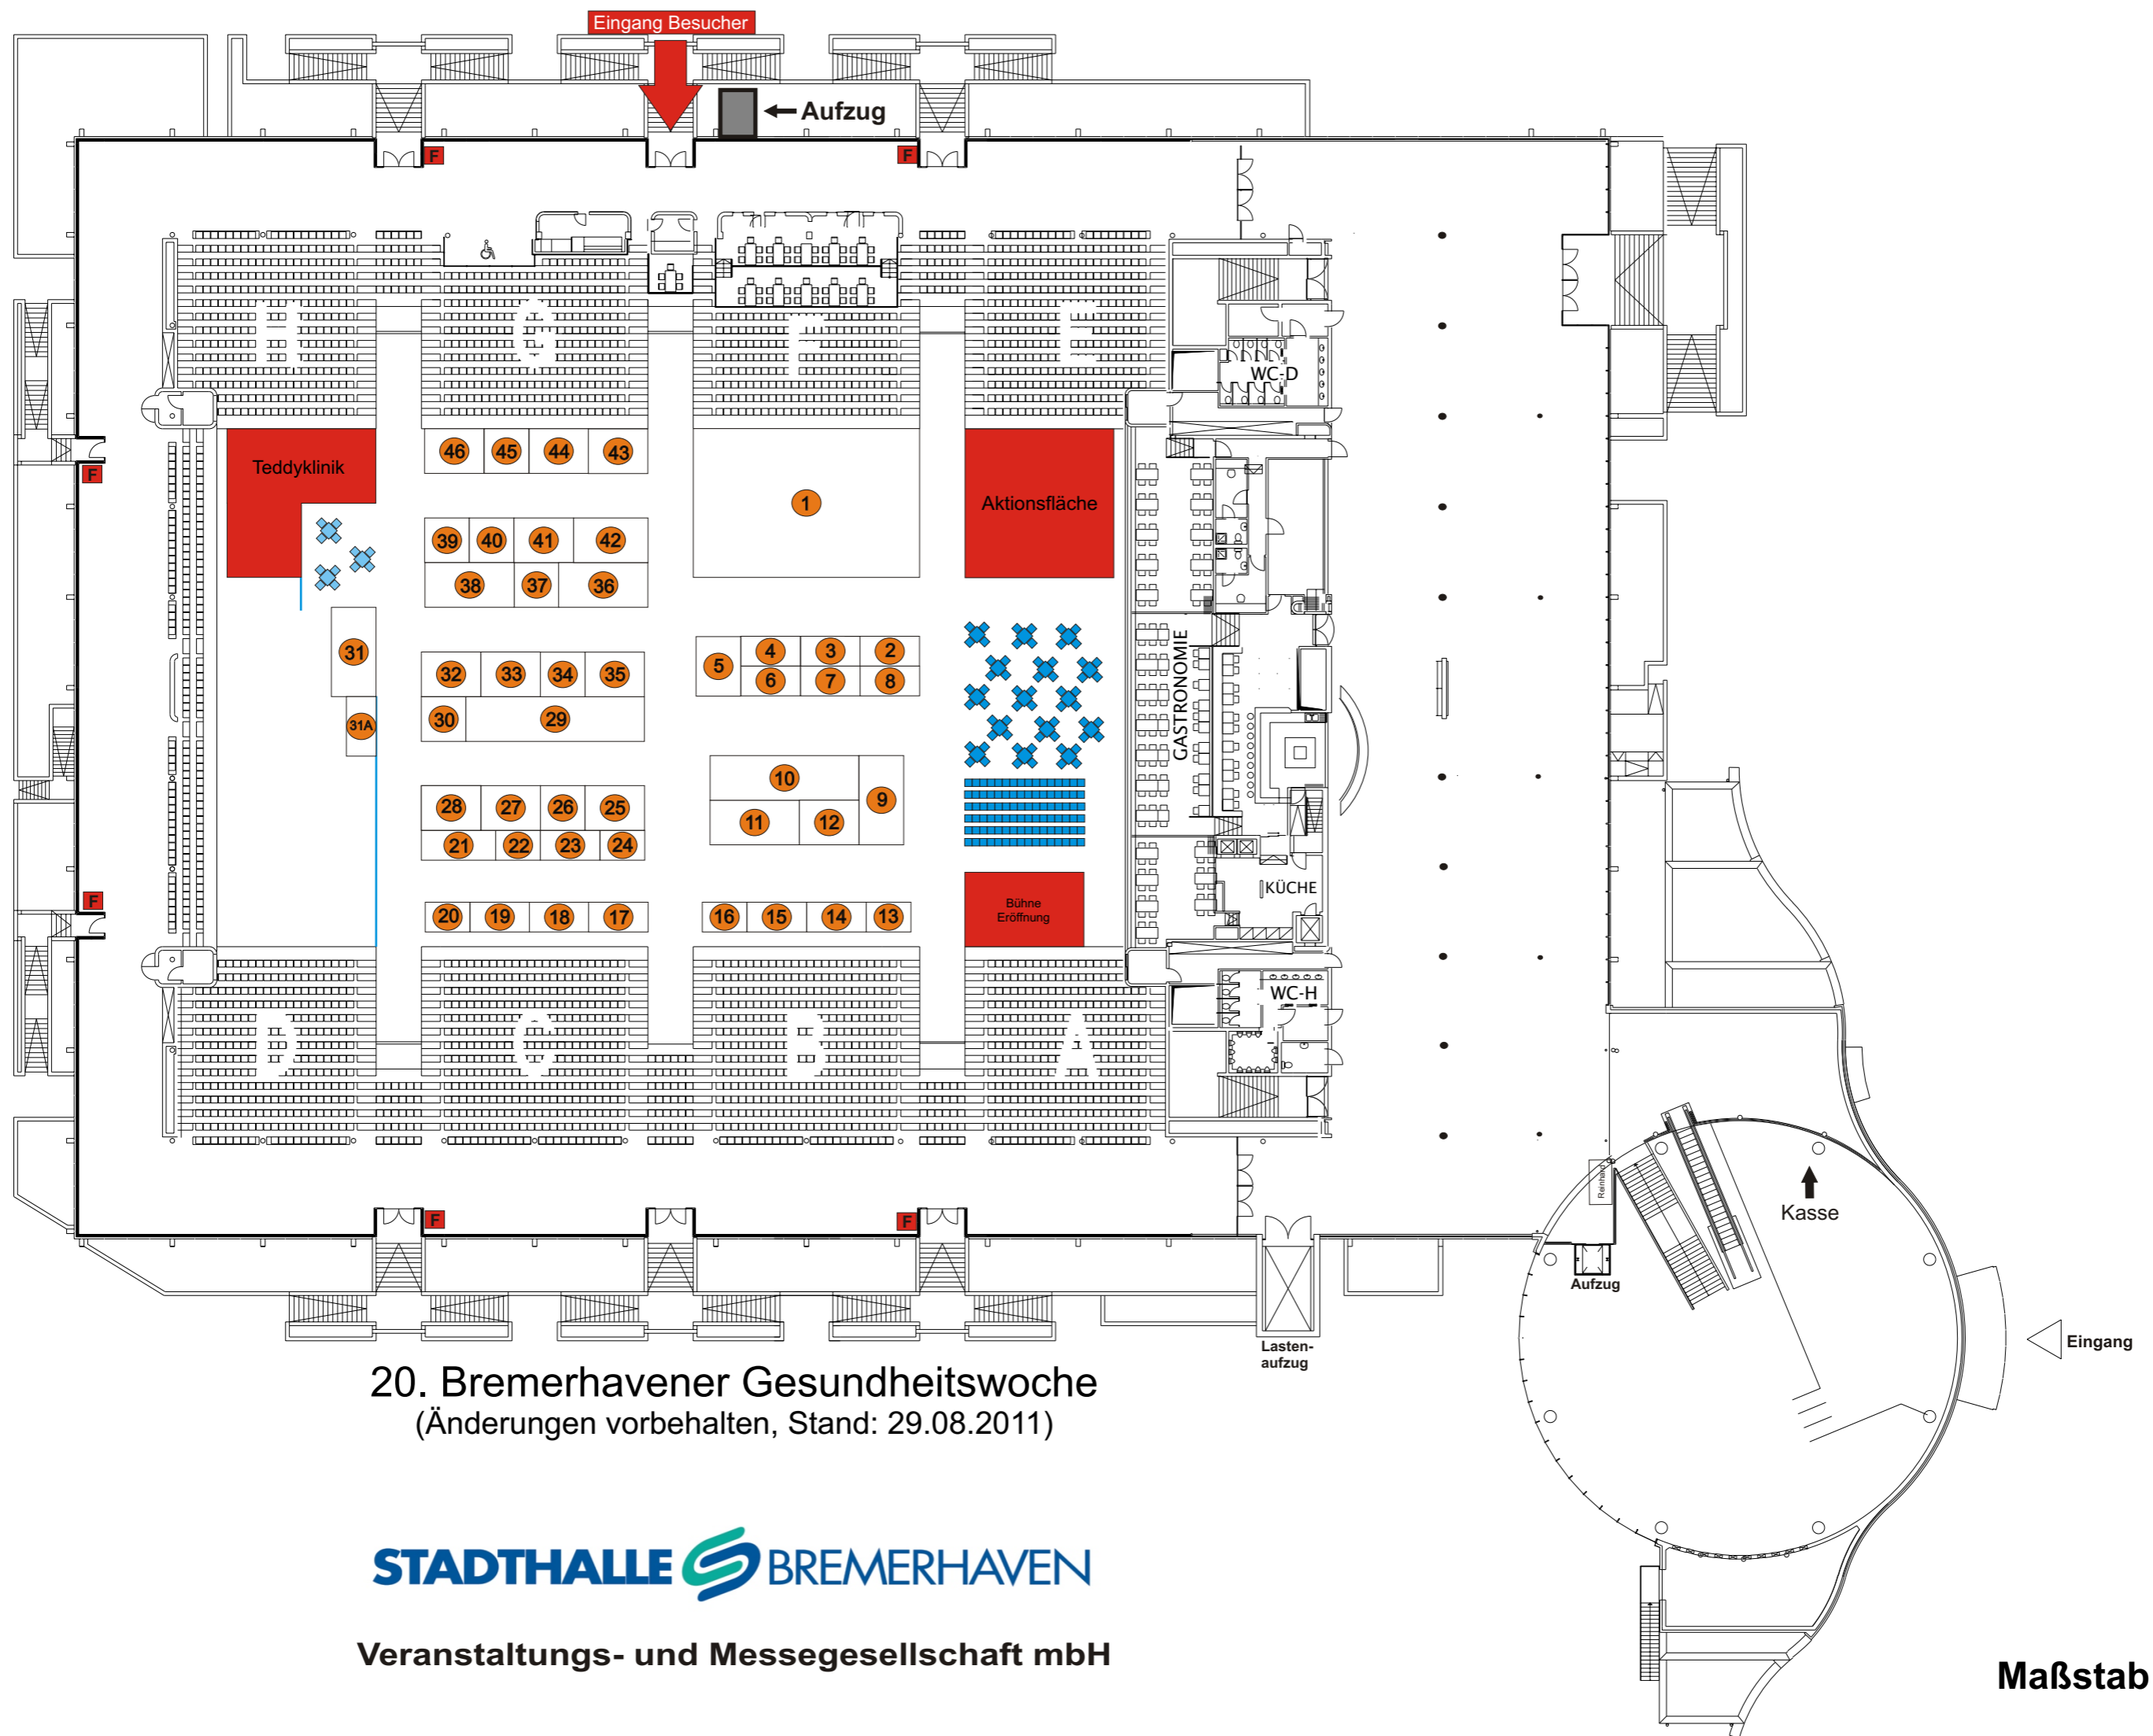 Eingang Besucher
Aufzug
F
F
H
G
F
E
WC-D
Teddyklinik
46
45
44
43
1
Aktionsfläche
F
39
40
41
42
38
37
36
31
5
4
3
2
6
7
8
32
33
34
35
30
29
31A
GASTRONOMIE
10
9
11
12
28
27
26
25
21
22
23
24
F
20
19
18
17
16
15
14
13
Bühne
Eröffnung
KÜCHE
WC-H
D
C
B
A
Reinhard
Kasse
F
F
Aufzug
Lasten-
aufzug
Eingang
20. Bremerhavener Gesundheitswoche
(Änderungen vorbehalten, Stand: 29.08.2011)
STADTHALLE BREMERHAVEN
Veranstaltungs- und Messegesellschaft mbH
Maßstab